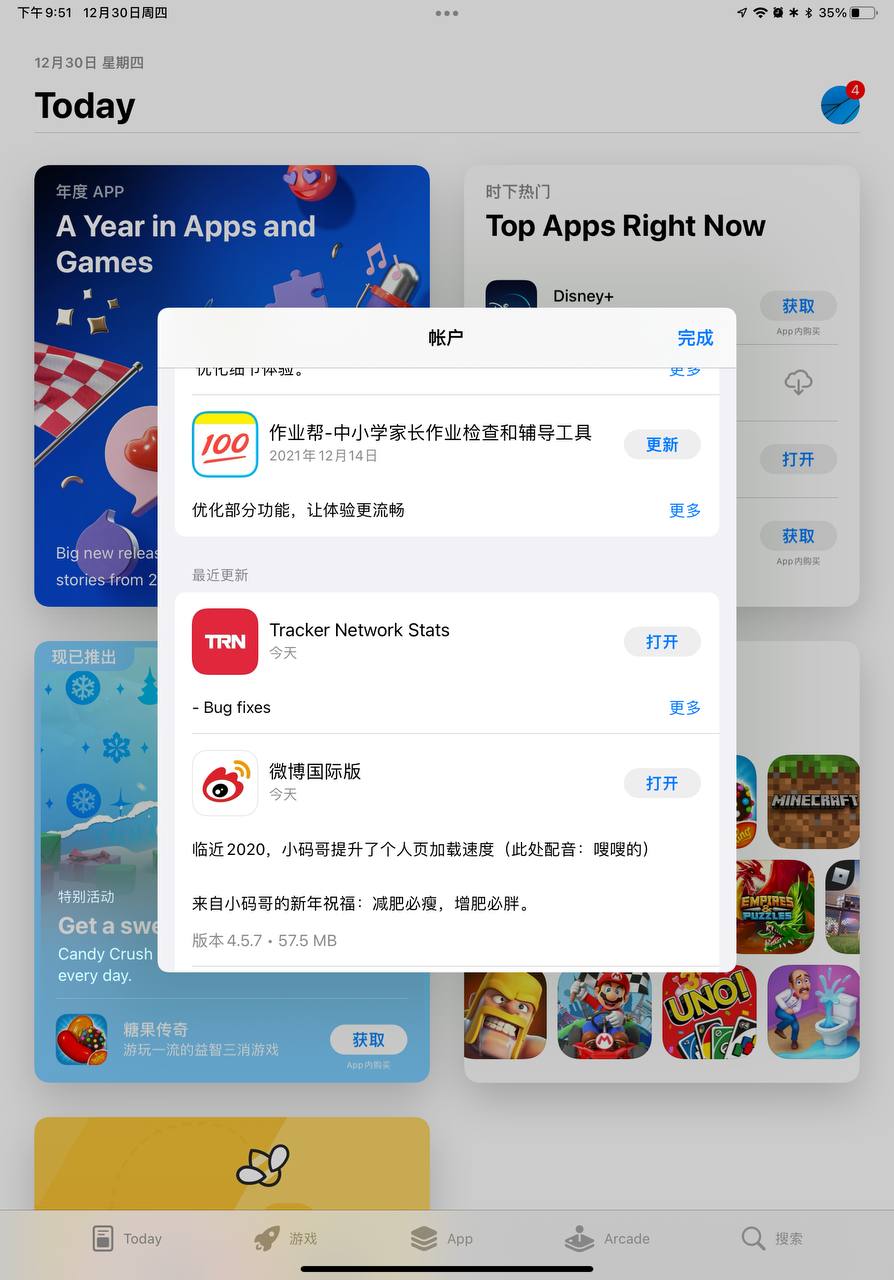 下午9:51 12月30日周四
35%
12月30日 星期四
Today
4
年度 APP
A Year in Apps and
Games
Big new releas
stories from 2
时下热门
Top Apps Right Now
Disney+
获取
App内购买
打开
获取
App内购买
帐户
完成
优化细节体验。
更多
100
作业帮-中小学家长作业检查和辅导工具
2021年12月14日
更新
优化部分功能，让体验更流畅
更多
最近更新
TRN
Tracker Network Stats
今天
打开
- Bug fixes
更多
微博国际版
今天
打开
临近2020，小码哥提升了个人页加载速度（此处配音：嗖嗖的）
来自小码哥的新年祝福：减肥必瘦，增肥必胖。
版本 4.5.7 • 57.5 MB
现已推出
特别活动
Get a swe
Candy Crush
every day.
糖果传奇
游玩一流的益智三消游戏
获取
App内购买
MINECRAFT
EMPIRES
&
PUZZLES
M
UNO!
Today
游戏
App
Arcade
搜索